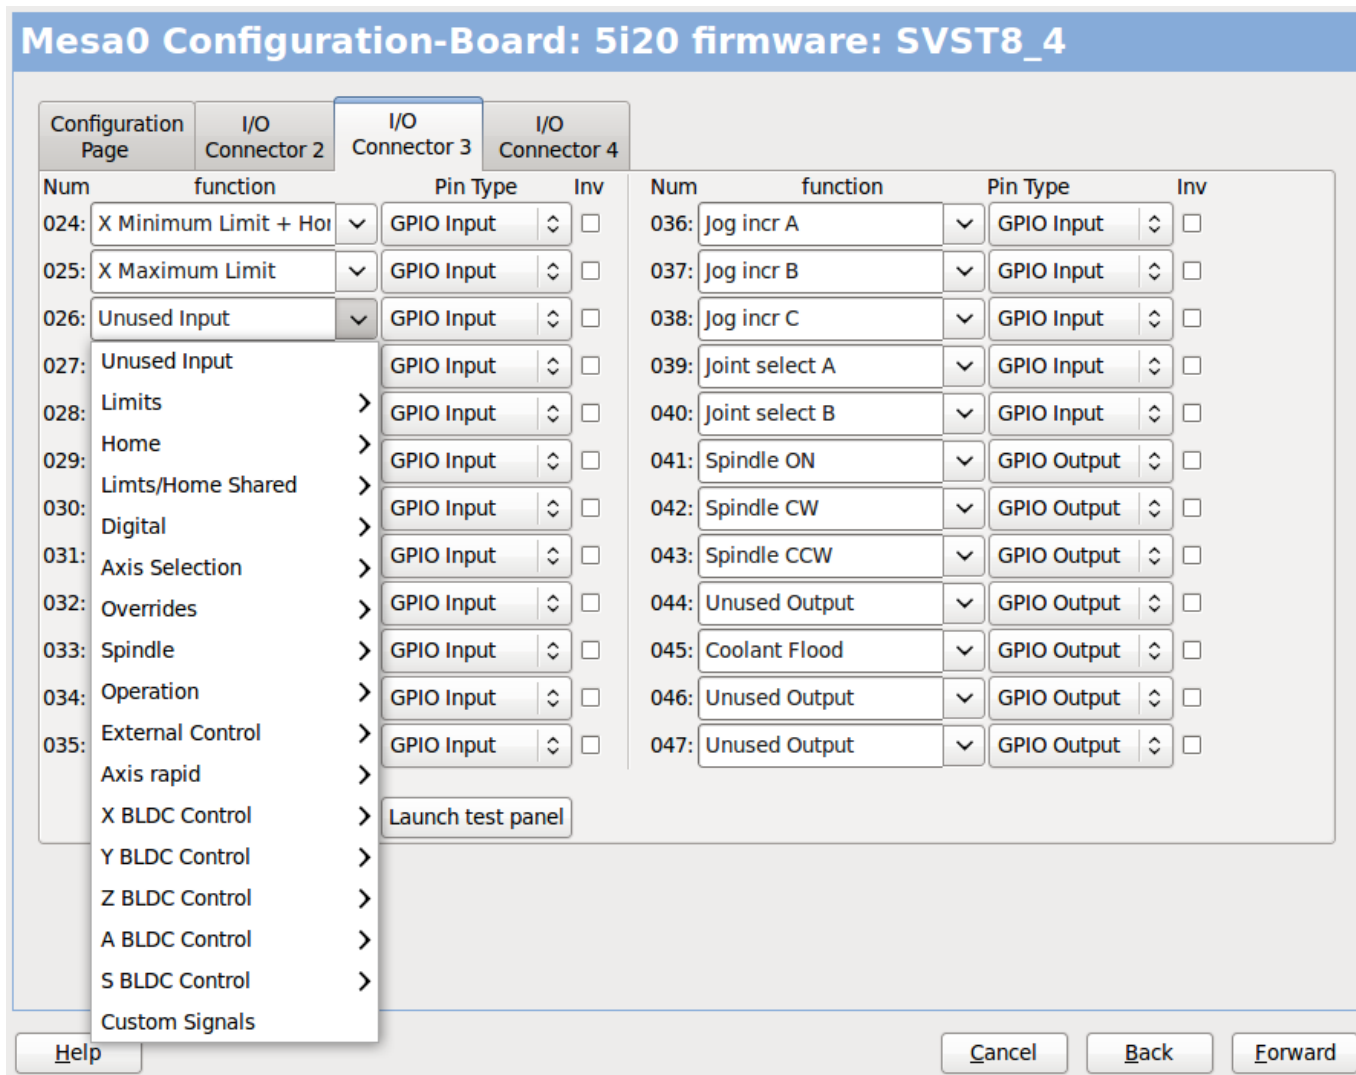 Mesa0 Configuration-Board: 5i20 firmware: SVST8_4
Configuration Page
I/O Connector 2
I/O Connector 3
I/O Connector 4
Num function Pin Type Inv Num function Pin Type Inv
024: X Minimum Limit + Hor GPIO Input 036: Jog incr A GPIO Input
025: X Maximum Limit GPIO Input 037: Jog incr B GPIO Input
026: Unused Input GPIO Input 038: Jog incr C GPIO Input
027: GPIO Input 039: Joint select A GPIO Input
028: GPIO Input 040: Joint select B GPIO Input
029: GPIO Input 041: Spindle ON GPIO Output
030: GPIO Input 042: Spindle CW GPIO Output
031: GPIO Input 043: Spindle CCW GPIO Output
032: GPIO Input 044: Unused Output GPIO Output
033: GPIO Input 045: Coolant Flood GPIO Output
034: GPIO Input 046: Unused Output GPIO Output
035: GPIO Input 047: Unused Output GPIO Output
Unused Input
Limits
Home
Limts/Home Shared
Digital
Axis Selection
Overrides
Spindle
Operation
External Control
Axis rapid
X BLDC Control
Y BLDC Control
Z BLDC Control
A BLDC Control
S BLDC Control
Custom Signals
Launch test panel
Help Cancel Back Forward